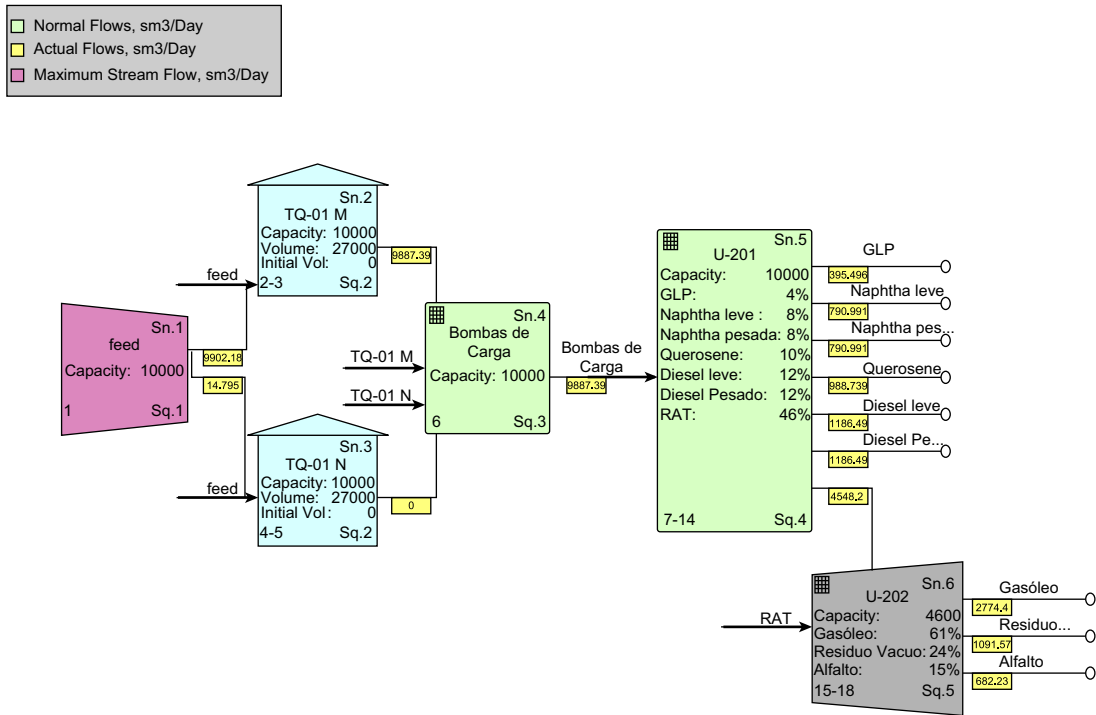 Normal Flows, sm3/Day
Actual Flows, sm3/Day
Maximum Stream Flow, sm3/Day
Sn.1
feed
Capacity: 10000
1 Sq.1
9902.18
14.795
feed
Sn.2
TQ-01 M
Capacity: 10000
Volume: 27000
Initial Vol: 0
2-3 Sq.2
9887.39
feed
Sn.3
TQ-01 N
Capacity: 10000
Volume: 27000
Initial Vol: 0
4-5 Sq.2
0
TQ-01 M
TQ-01 N
Sn.4
Bombas de
Carga
Capacity: 10000
6 Sq.3
Bombas de
Carga
9887.39
Sn.5
U-201
Capacity: 10000
GLP: 4%
Naphtha leve : 8%
Naphtha pesada: 8%
Querosene: 10%
Diesel leve: 12%
Diesel Pesado: 12%
RAT: 46%
7-14 Sq.4
GLP
395.496
Naphtha leve
790.991
Naphtha pes...
790.991
Querosene
988.739
Diesel leve
1186.49
Diesel Pe...
1186.49
4548.2
RAT
Sn.6
U-202
Capacity: 4600
Gasóleo: 61%
Residuo Vacuo: 24%
Alfalto: 15%
15-18 Sq.5
Gasóleo
2774.4
Residuo...
1091.57
Alfalto
682.23